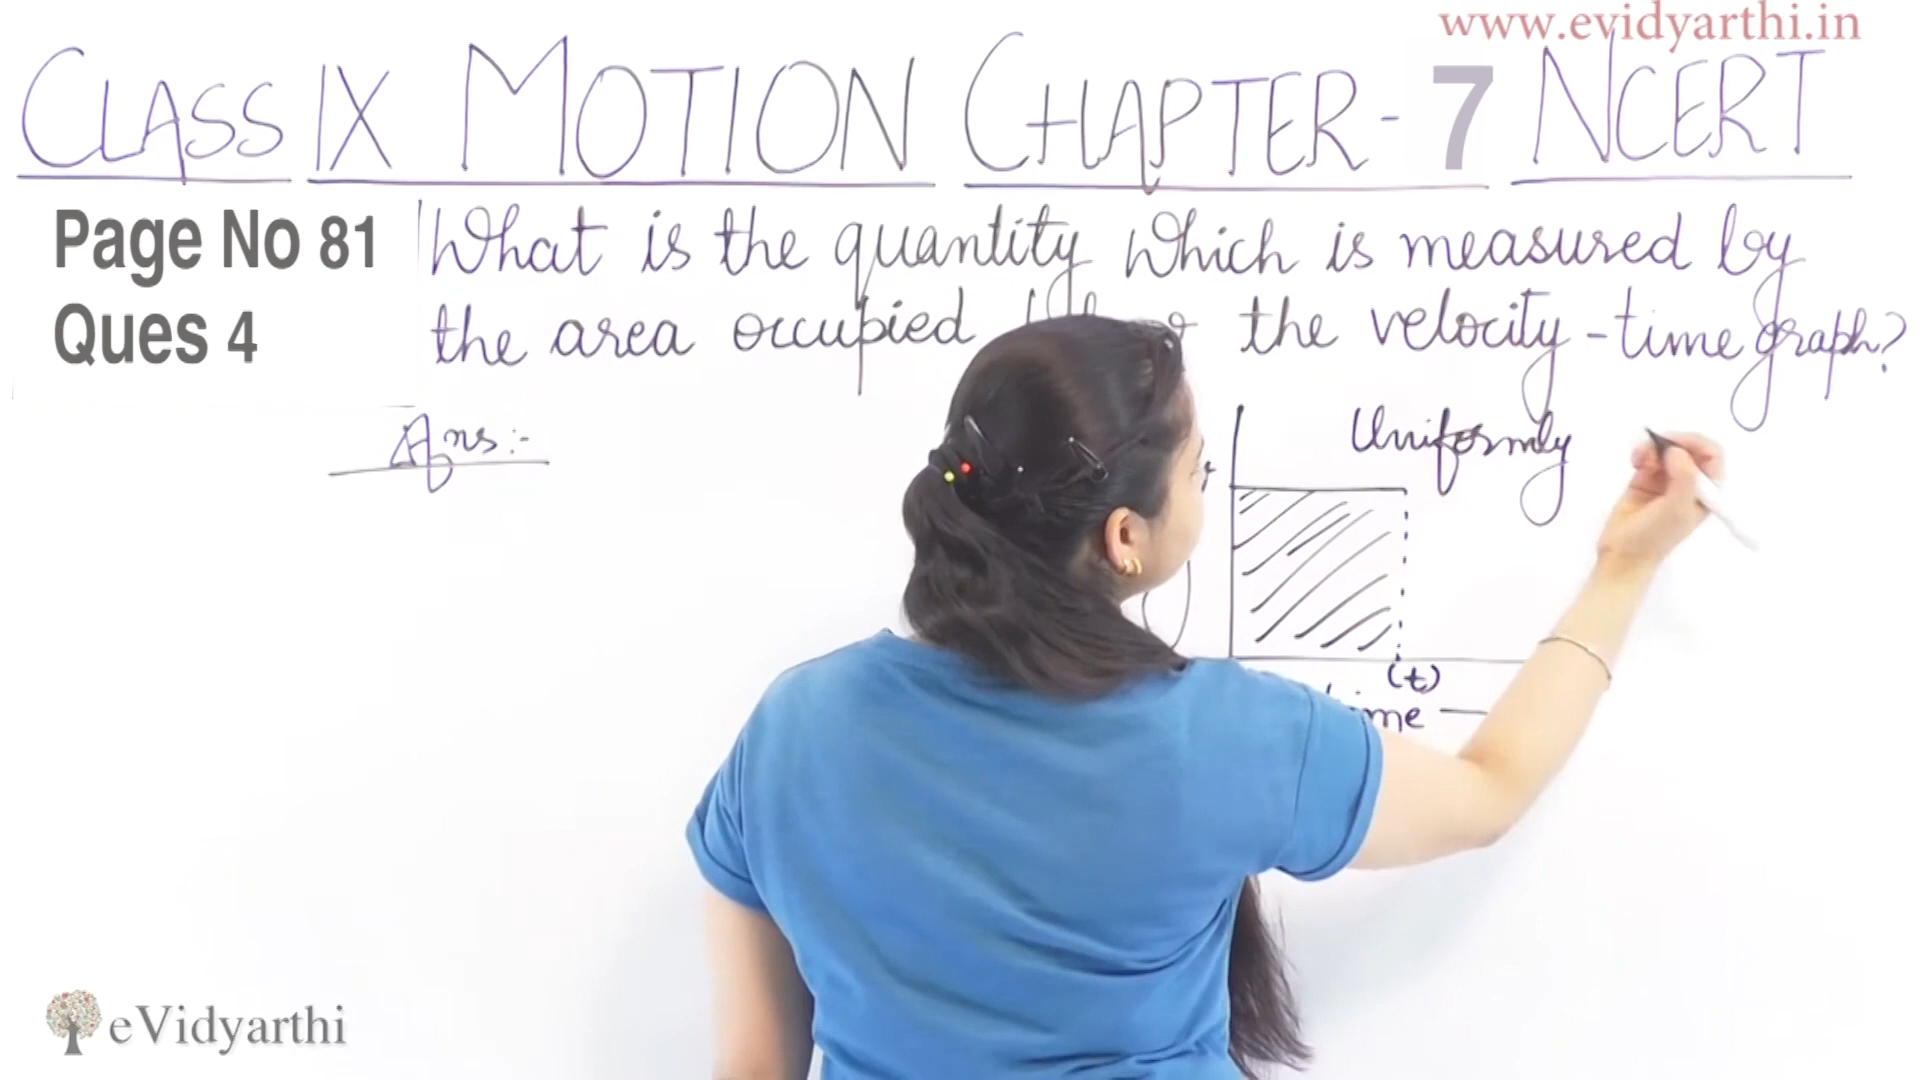 www.evidyarthi.in
CLASS IX MOTION CHAPTER- 7 NCERT
Page No 81
Ques 4
What is the quantity which is measured by
the area occupied the velocity-time graph?
Ans:-
Uniformly
(t)
eVidyarthi